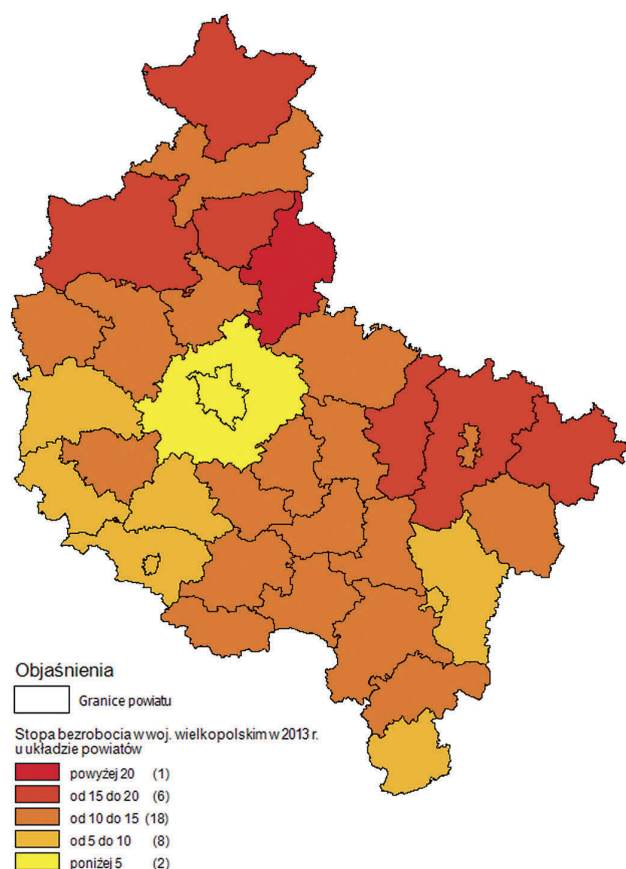 Objaśnienia
Granice powiatu
Stopa bezrobocia w woj. wielkopolskim w 2013 r.
u układzie powiatów
powyżej 20 (1)
od 15 do 20 (6)
od 10 do 15 (18)
od 5 do 10 (8)
poniżej 5 (2)